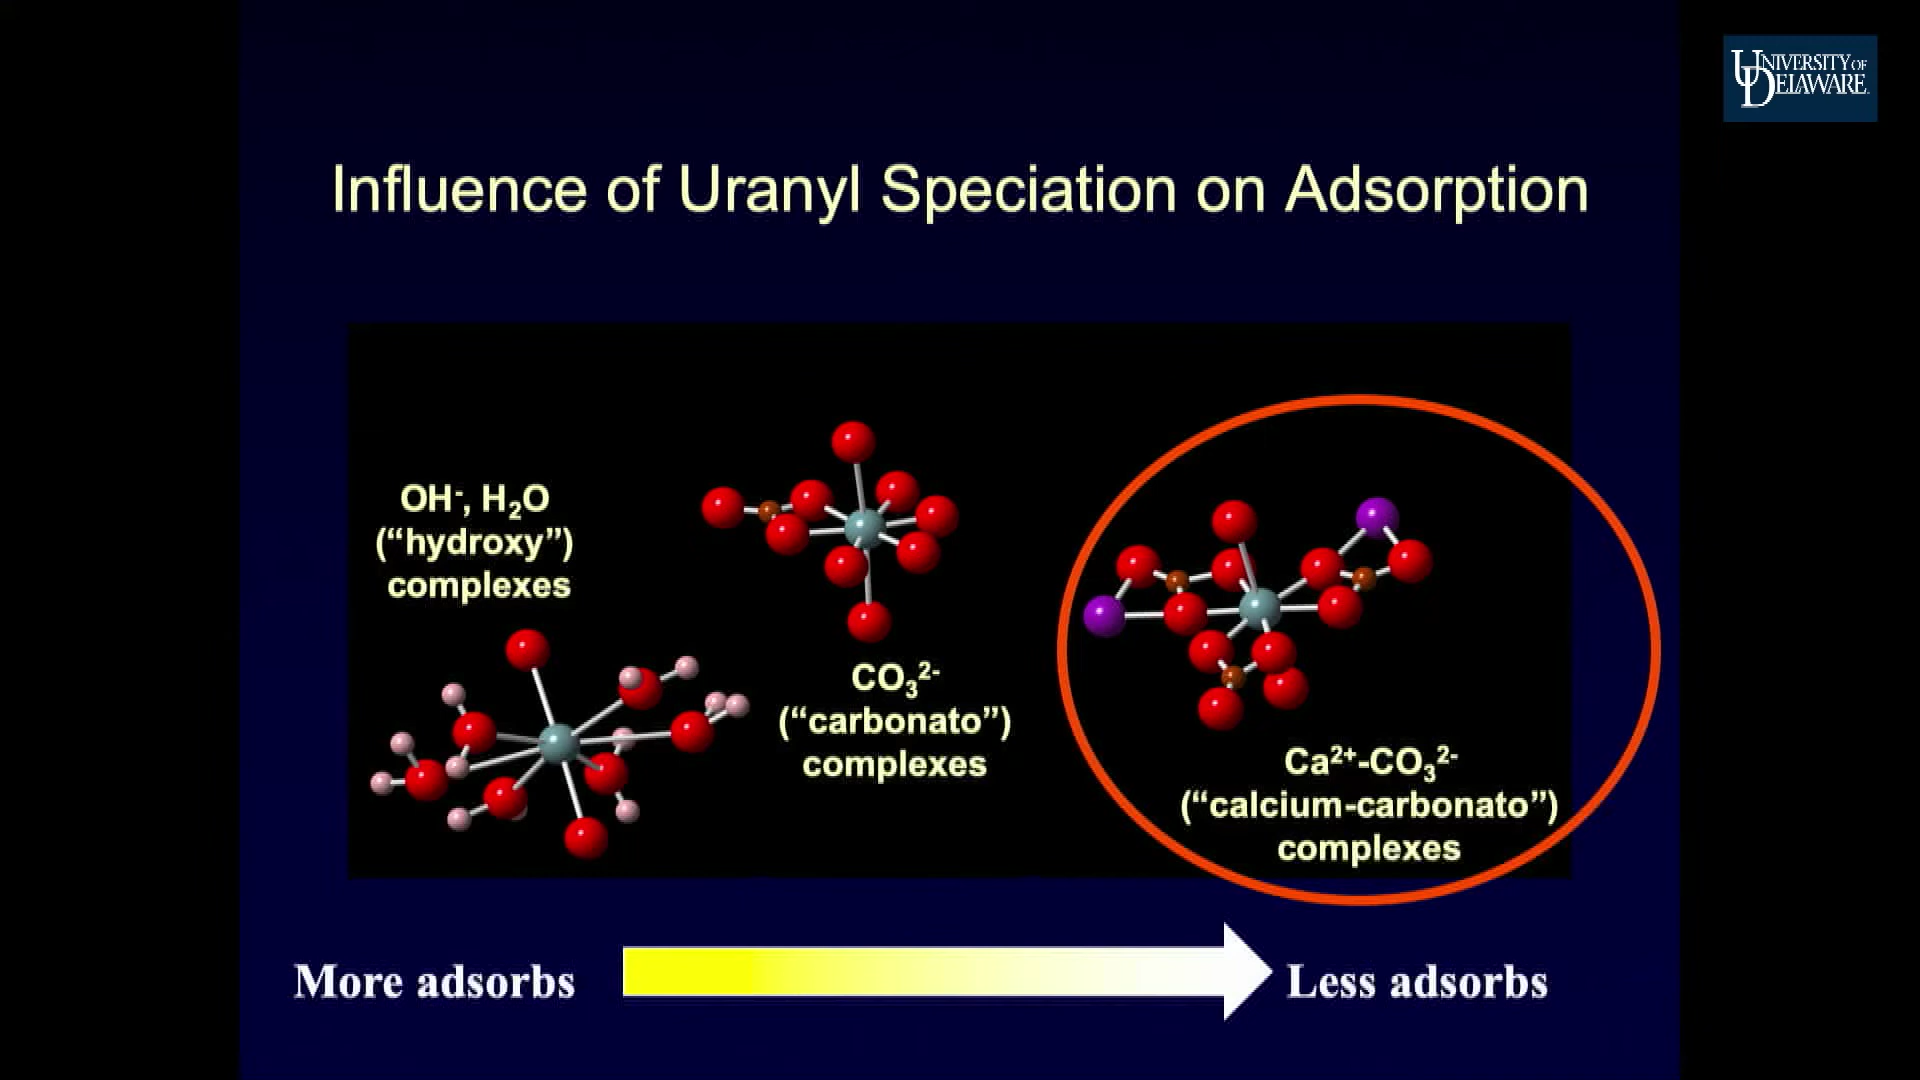 UNIVERSITY OF
DELAWARE
Influence of Uranyl Speciation on Adsorption
OH⁻, H₂O
(“hydroxy”)
complexes
CO₃²⁻
(“carbonato”)
complexes
Ca²⁺-CO₃²⁻
(“calcium-carbonato”)
complexes
More adsorbs
Less adsorbs